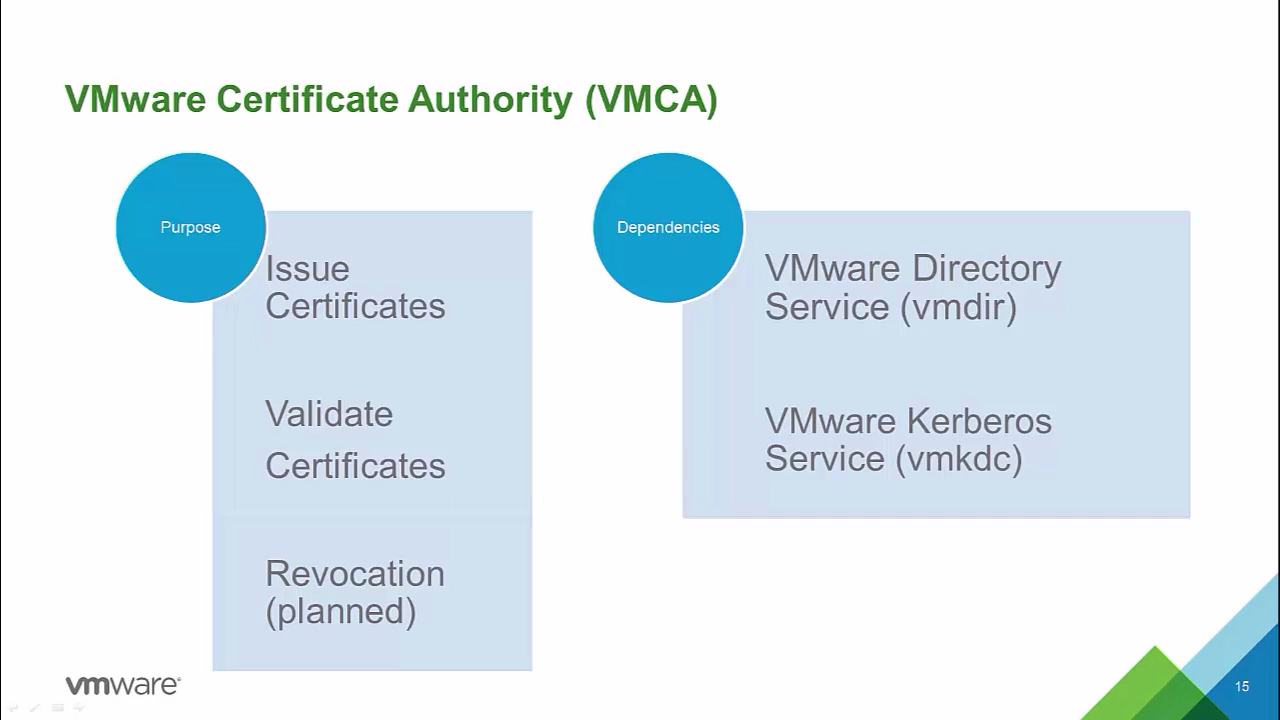 VMware Certificate Authority (VMCA)
Purpose
Issue
Certificates
Validate
Certificates
Revocation
(planned)
Dependencies
VMware Directory
Service (vmdir)
VMware Kerberos
Service (vmkdc)
vmware®
15